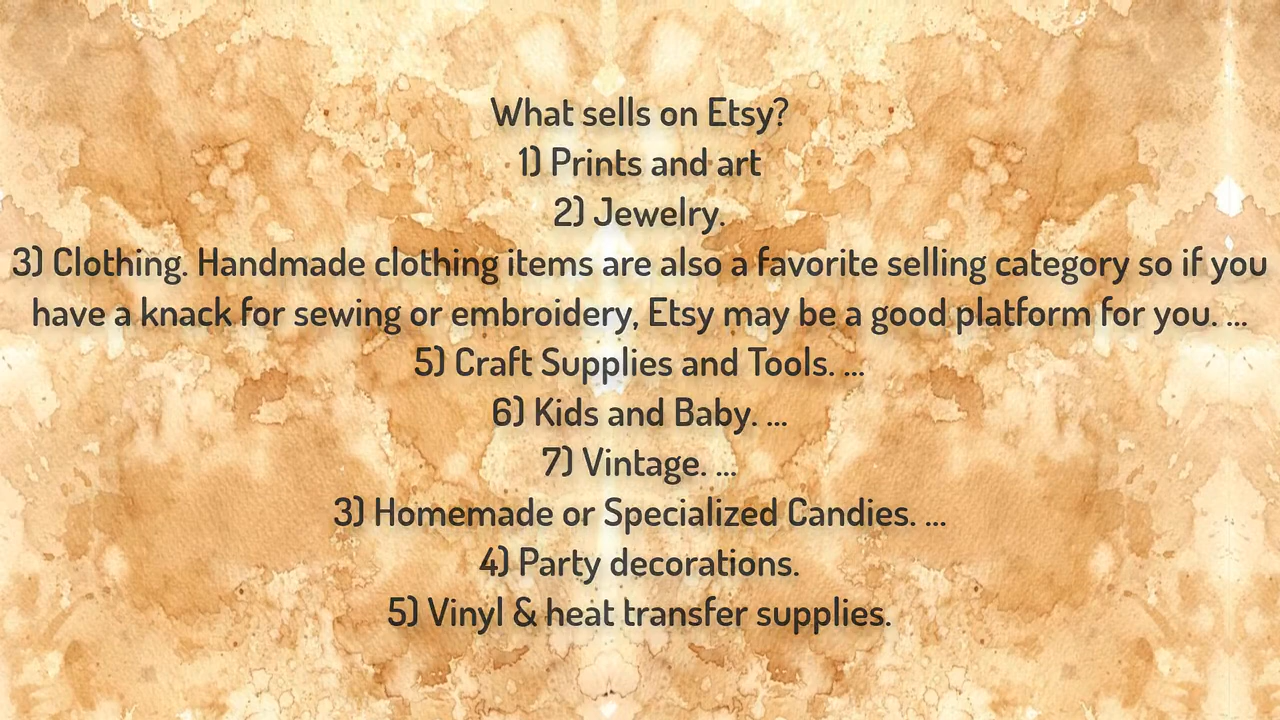 What sells on Etsy?
1) Prints and art
2) Jewelry.
3) Clothing. Handmade clothing items are also a favorite selling category so if you
have a knack for sewing or embroidery, Etsy may be a good platform for you. ...
5) Craft Supplies and Tools. ...
6) Kids and Baby. ...
7) Vintage. ...
3) Homemade or Specialized Candies. ...
4) Party decorations.
5) Vinyl & heat transfer supplies.